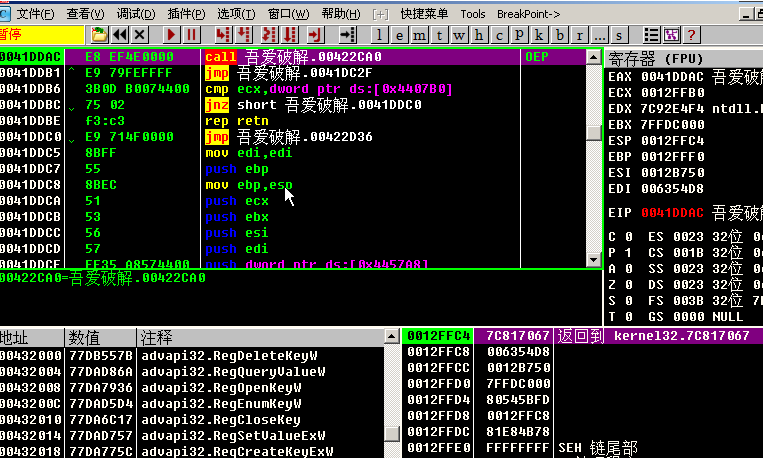 文件(F) 查看(V) 调试(D) 插件(P) 选项(T) 窗口(W) 帮助(H) [+] 快捷菜单 Tools BreakPoint->
暂停 l e m t w h c p k b r ... s ?
0041DDAC E8 EF4E0000 call 吾爱破解.00422CA0 OEP
0041DDB1 E9 79FEFFFF jmp 吾爱破解.0041DC2F
0041DDB6 3B0D B0074400 cmp ecx,dword ptr ds:[0x4407B0]
0041DDBC 75 02 jnz short 吾爱破解.0041DDC0
0041DDBE f3:c3 rep retn
0041DDC0 E9 714F0000 jmp 吾爱破解.00422D36
0041DDC5 8BFF mov edi,edi
0041DDC7 55 push ebp
0041DDC8 8BEC mov ebp,esp
0041DDCA 51 push ecx
0041DDCB 53 push ebx
0041DDCC 56 push esi
0041DDCD 57 push edi
0041DDCE FF35 A8574400 push dword ptr ds:[0x4457A8]
00422CA0=吾爱破解.00422CA0
寄存器 (FPU)
EAX 0041DDAC 吾爱破解
ECX 0012FFB0
EDX 7C92E4F4 ntdll.
EBX 7FFDC000
ESP 0012FFC4
EBP 0012FFF0
ESI 0012B750
EDI 006354D8
EIP 0041DDAC 吾爱破解
C 0 ES 0023 32位
P 1 CS 001B 32位
A 0 SS 0023 32位
Z 0 DS 0023 32位
S 0 FS 003B 32位
T 0 GS 0000 NULL
地址 数值 注释
00432000 77DB557B advapi32.RegDeleteKeyW
00432004 77DAD86A advapi32.RegQueryValueW
00432008 77DA7936 advapi32.RegOpenKeyW
0043200C 77DAD5D4 advapi32.RegEnumKeyW
00432010 77DA6C17 advapi32.RegCloseKey
00432014 77DAD757 advapi32.RegSetValueExW
00432018 77DA775C advapi32.RegCreateKeyExW
0012FFC4 7C817067 返回到 kernel32.7C817067
0012FFC8 006354D8
0012FFCC 0012B750
0012FFD0 7FFDC000
0012FFD4 80545BFD
0012FFD8 0012FFC8
0012FFDC 81E84B78
0012FFE0 FFFFFFFF SEH 链尾部